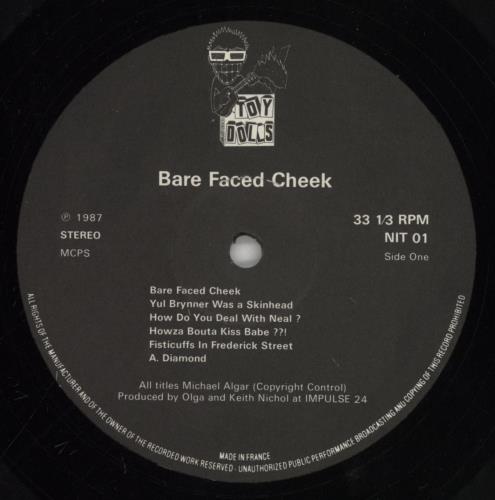 TOY
DOLLS
Bare Faced Cheek
℗ 1987
STEREO
MCPS
33 1/3 RPM
NIT 01
Side One
Bare Faced Cheek
Yul Brynner Was a Skinhead
How Do You Deal With Neal ?
Howza Bouta Kiss Babe ??!
Fisticuffs In Frederick Street
A. Diamond
All titles Michael Algar (Copyright Control)
Produced by Olga and Keith Nichol at IMPULSE 24
MADE IN FRANCE
ALL RIGHTS OF THE MANUFACTURER AND OF THE OWNER OF THE RECORDED WORK RESERVED - UNAUTHORIZED PUBLIC PERFORMANCE BROADCASTING AND COPYING OF THIS RECORD PROHIBITED